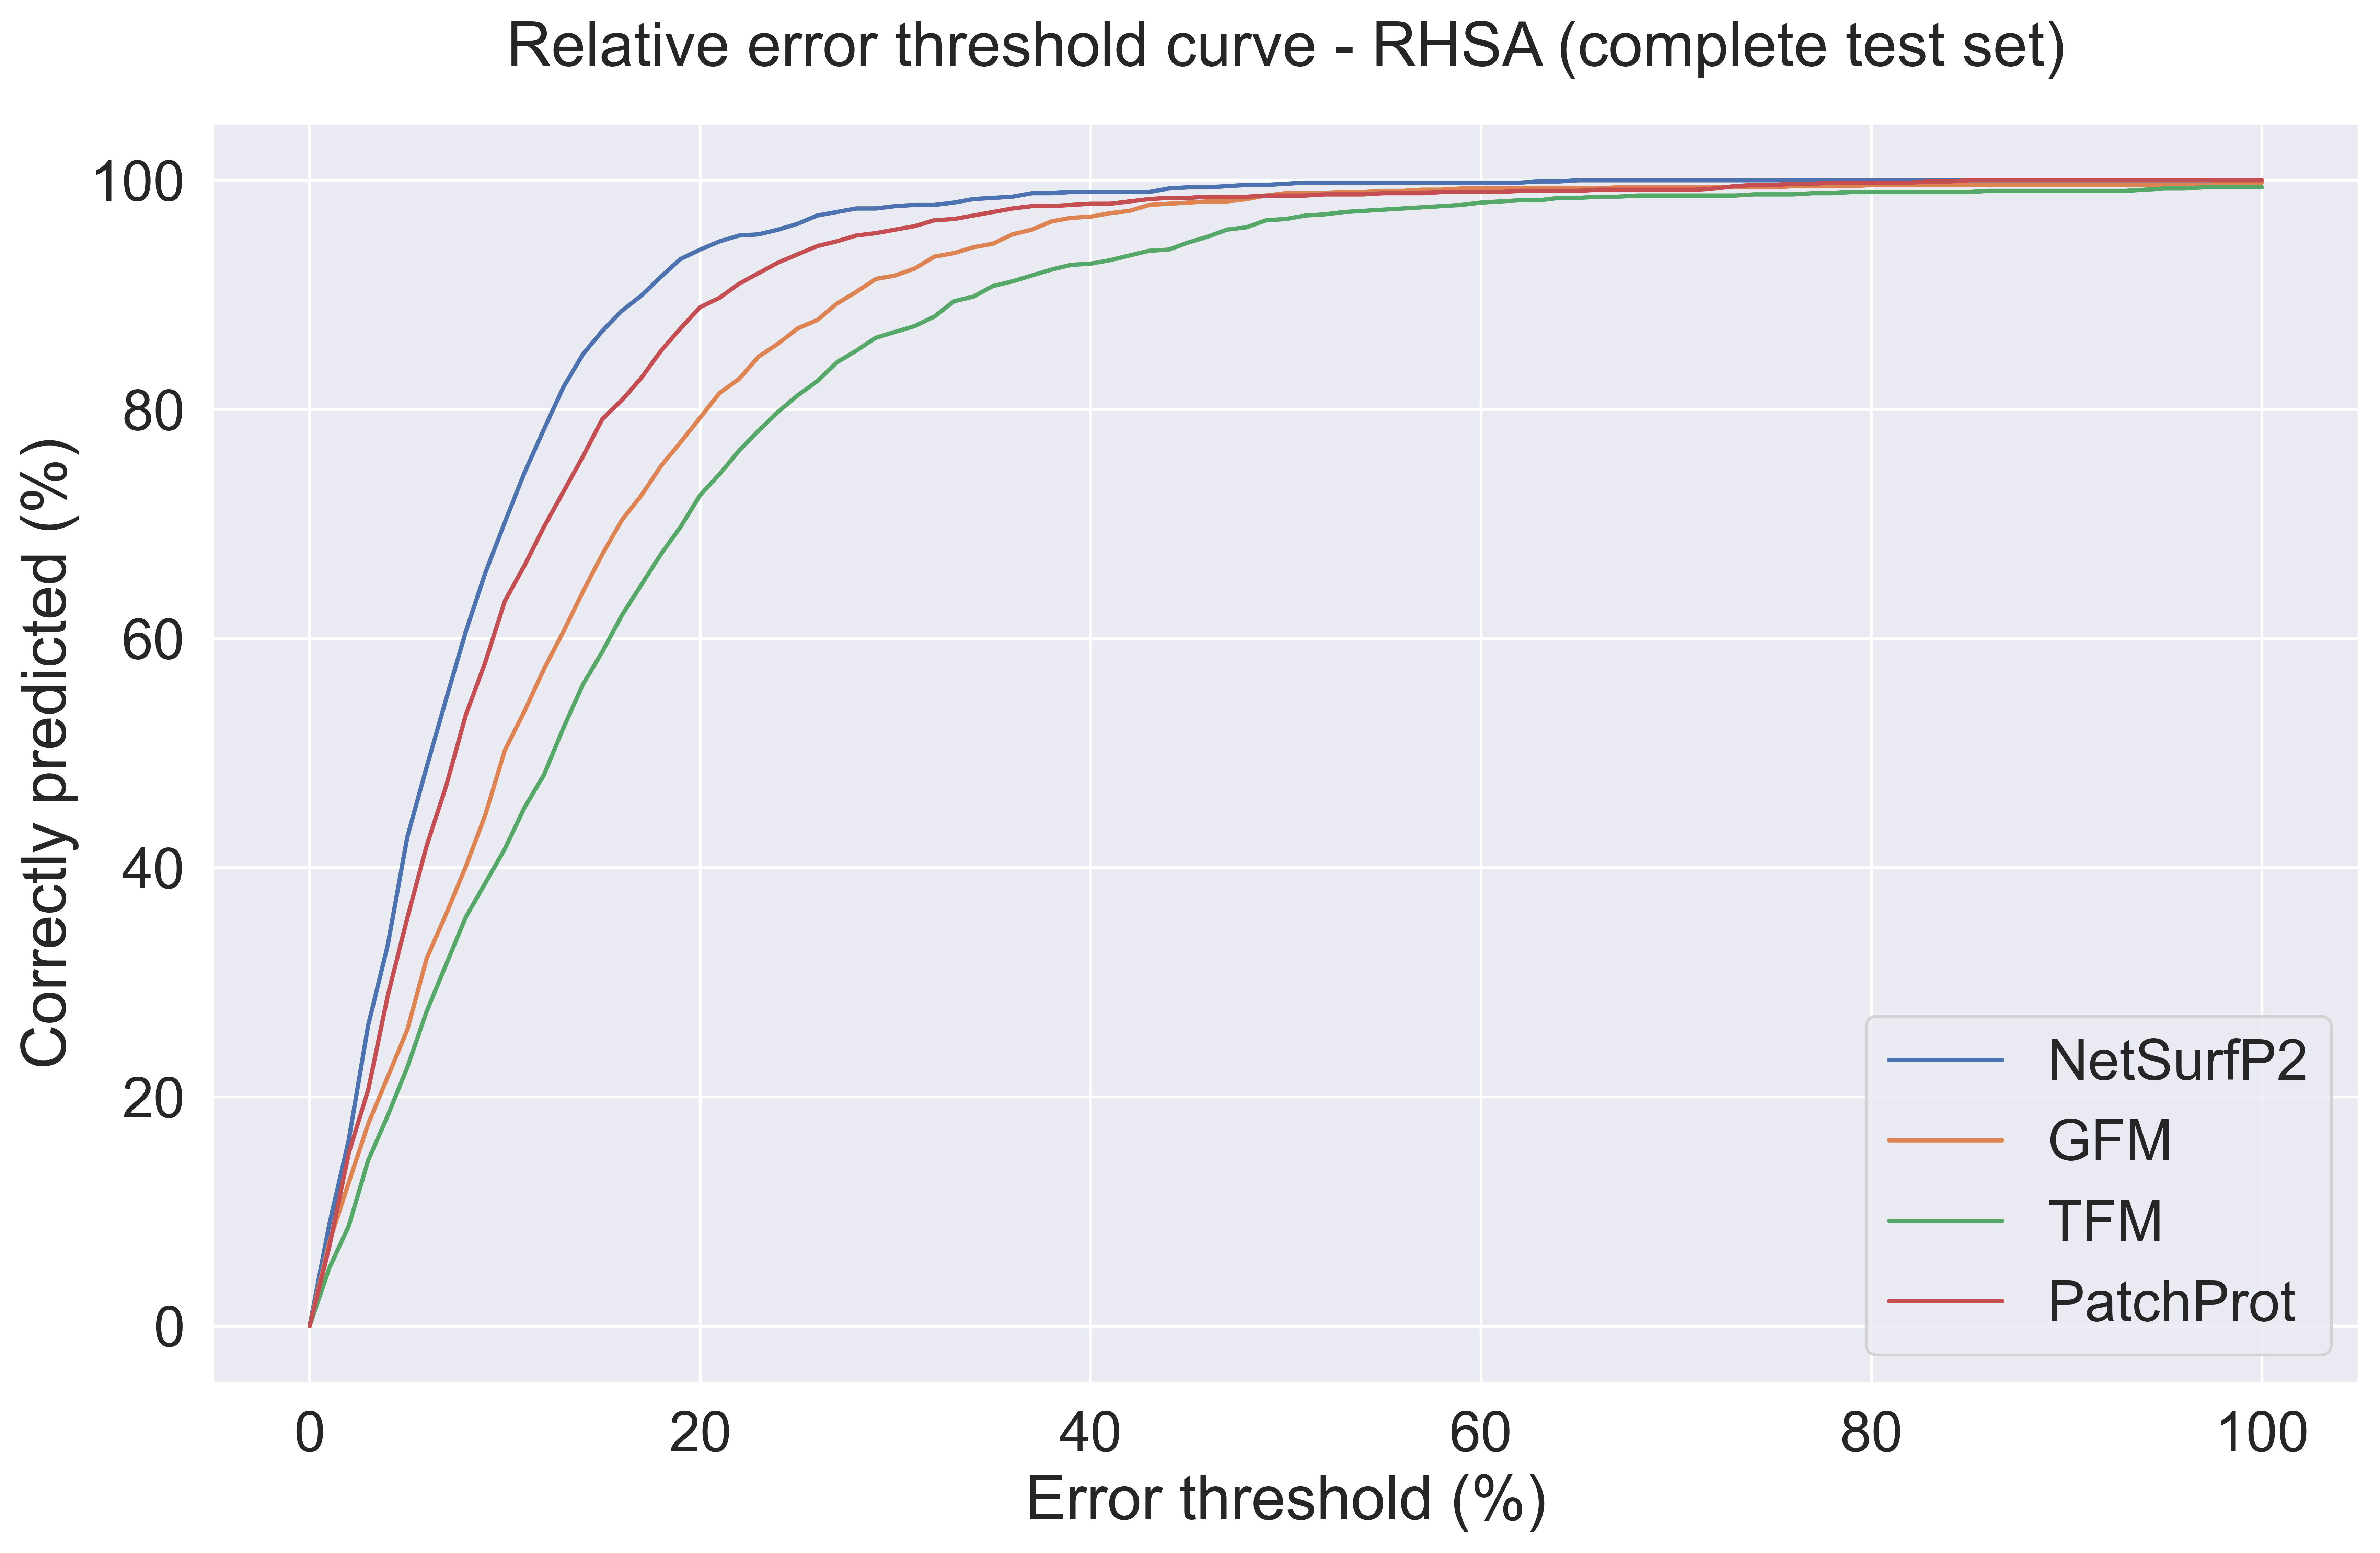 Relative error threshold curve - RHSA (complete test set)
Correctly predicted (%)
100
80
60
40
20
0
NetSurfP2
GFM
TFM
PatchProt
0 20 40 60 80 100
Error threshold (%)